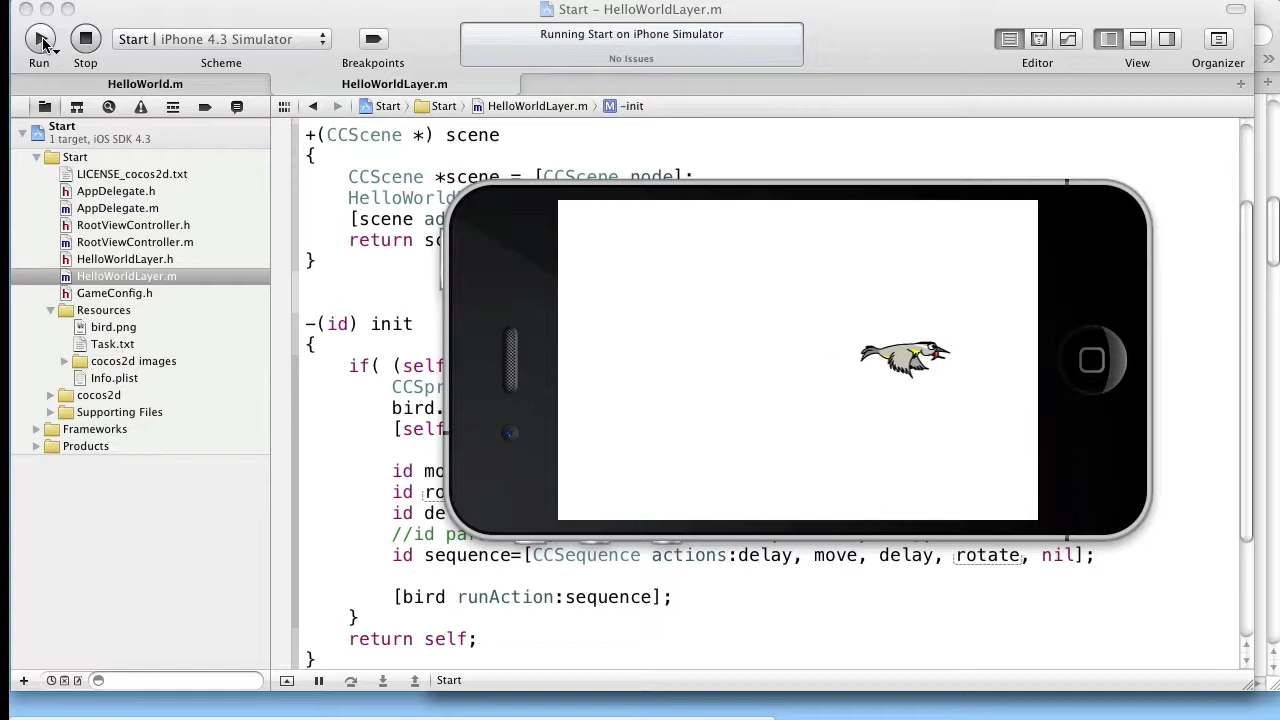 Start – HelloWorldLayer.m
Start | iPhone 4.3 Simulator
Running Start on iPhone Simulator
No Issues
Run
Stop
Scheme
Breakpoints
Editor
View
Organizer
HelloWorld.m
HelloWorldLayer.m
Start
Start
HelloWorldLayer.m
M
-init
Start
1 target, iOS SDK 4.3
Start
LICENSE_cocos2d.txt
h AppDelegate.h
m AppDelegate.m
h RootViewController.h
m RootViewController.m
h HelloWorldLayer.h
m HelloWorldLayer.m
h GameConfig.h
Resources
bird.png
Task.txt
cocos2d images
Info.plist
cocos2d
Supporting Files
Frameworks
Products
+(CCScene *) scene
{
CCScene *scene = [CCScene node];
HelloWorld
[scene ad
return sc
}
-(id) init
{
if( (self
CCSpr
bird.
[self
id mo
id ro
id de
//id pa
id sequence=[CCSequence actions:delay, move, delay, rotate, nil];
[bird runAction:sequence];
}
return self;
}
Start